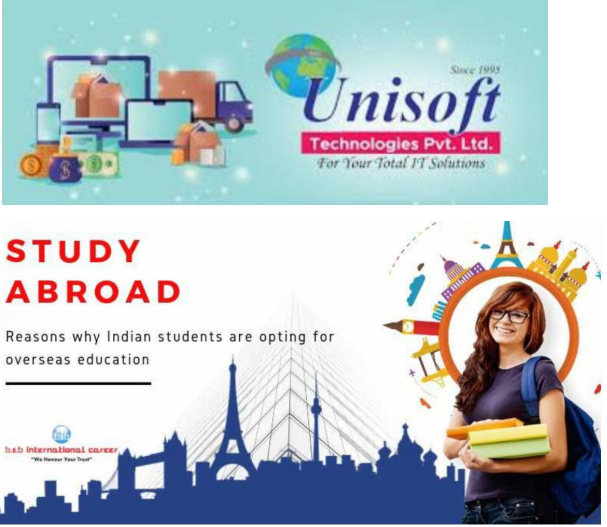 Since 1995
Unisoft
Technologies Pvt. Ltd.
For Your Total IT Solutions
STUDY
ABROAD
Reasons why Indian students are opting for
overseas education
b.s.b international career
"We Honour Your Trust"